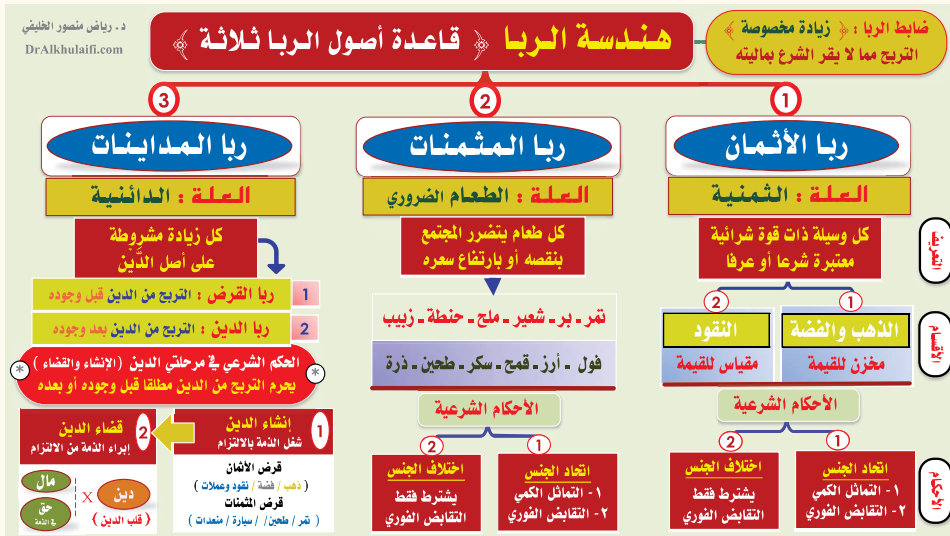 د . رياض منصور الخليفي
DrAlkhulaifi.com
هندسة الربا ﴿ قاعدة أصول الربا ثلاثة ﴾
ضابط الربا : ﴿ زيادة مخصوصة ﴾
التربح مما لا يقر الشرع بماليته
1
2
3
ربا الأثمان
ربا المثمنات
ربا المداينات
العلة : الثمنية
العلة : الطعام الضروري
العلة : الدائنية
التعريف
كل وسيلة ذات قوة شرائية
معتبرة شرعا أو عرفا
كل طعام يتضرر المجتمع
بنقصه أو بارتفاع سعره
كل زيادة مشروطة
على أصل الدَّين
الأقسام
1
الذهب والفضة
مخزن للقيمة
2
النقود
مقياس للقيمة
تمر ـ بر ـ شعير ـ ملح ـ حنطة ـ زبيب
فول ـ أرز ـ قمح ـ سكر ـ طحين ـ ذرة
1 ربا القرض : التربح من الدين قبل وجوده
2 ربا الدين : التربح من الدين بعد وجوده
* الحكم الشرعي في مرحلتي الدين (الإنشاء والقضاء ) *
يحرم التربح من الدين مطلقا قبل وجوده أو بعده
الأحكام
الأحكام الشرعية
1
اتحاد الجنس
١- التماثل الكمي
٢- التقابض الفوري
2
اختلاف الجنس
يشترط فقط
التقابض الفوري
الأحكام الشرعية
1
اتحاد الجنس
١- التماثل الكمي
٢- التقابض الفوري
2
اختلاف الجنس
يشترط فقط
التقابض الفوري
1
إنشاء الدين
شغل الذمة بالالتزام
قرض الأثمان
( ذهب / فضة / نقود وعملات )
قرض المثمنات
( تمر / طحين/ / سيارة / متعدات )
2
قضاء الدين
إبراء الذمة من الالتزام
دين
X
مال
حق
في الذمة
{ قلب الدين }